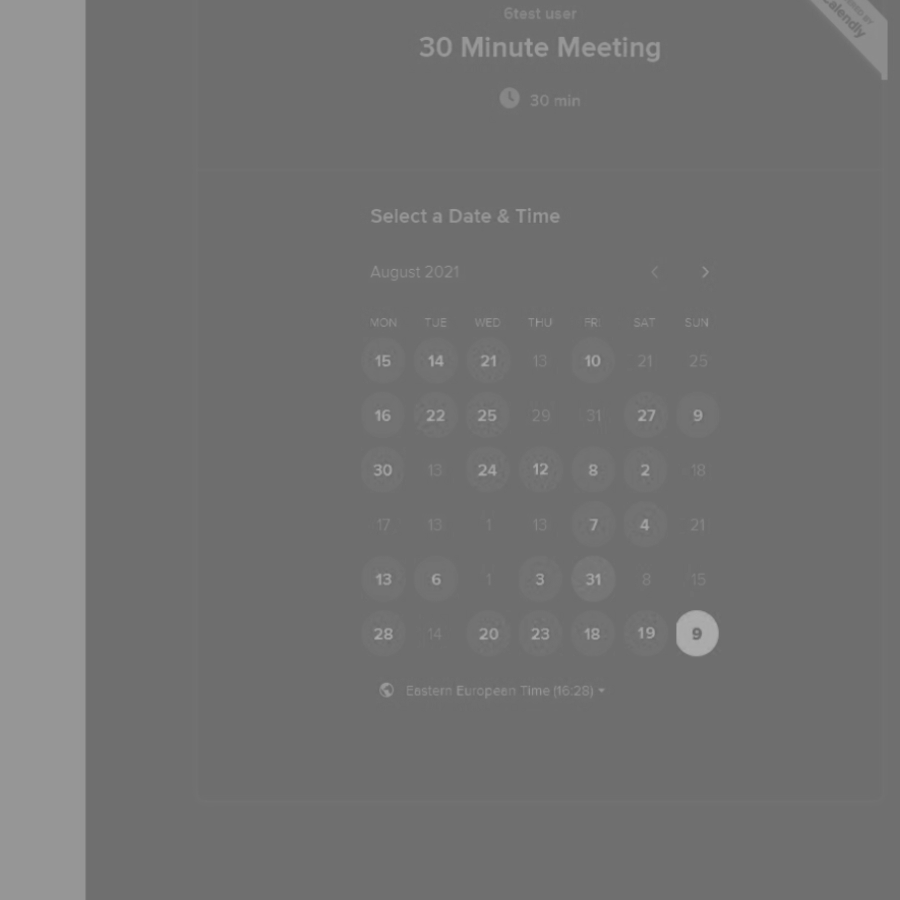 6test user
30 Minute Meeting
30 min
Calendly
Select a Date & Time
August 2021
MON TUE WED THU FRI SAT SUN
15 14 21 13 10 21 25
16 22 25 29 31 27 9
30 13 24 12 8 2 18
17 13 1 13 7 4 21
13 6 1 3 31 8 15
28 14 20 23 18 19 9
Eastern European Time (16:28)